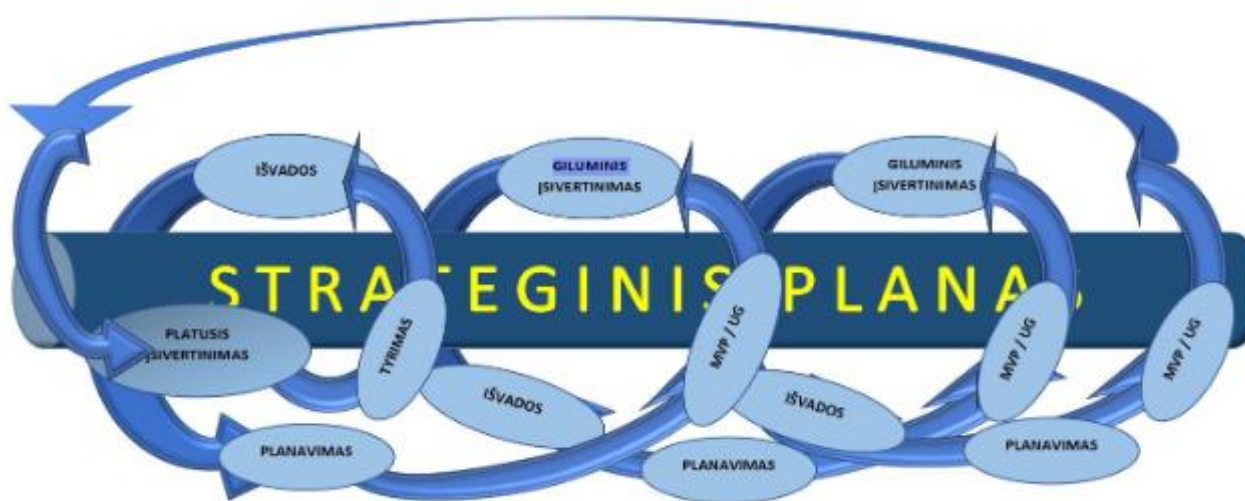 IŠVADOS
GILUMINIS
ĮSIVERTINIMAS
GILUMINIS
ĮSIVERTINIMAS
STRATEGINIS PLANAS
PLATUSIS
ĮSIVERTINIMAS
TYRIMAS
MVP / UG
MVP / UG
MVP / UG
IŠVADOS
IŠVADOS
PLANAVIMAS
PLANAVIMAS
PLANAVIMAS